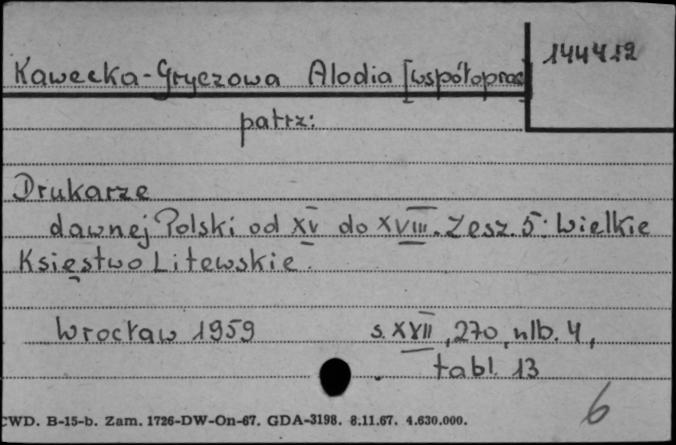 144412
Kawecka-Gryczowa Alodia [współoprac]
patrz:
Drukarze
dawnej Polski od XV do XVIII. Zesz. 5: Wielkie
Księstwo Litewskie.
Wrocław 1959 s. XVII, 270, nlb. 4,
tabl. 13
6
CWD. B-15-b. Zam. 1726-DW-On-67. GDA-3198. 8.11.67. 4.630.000.